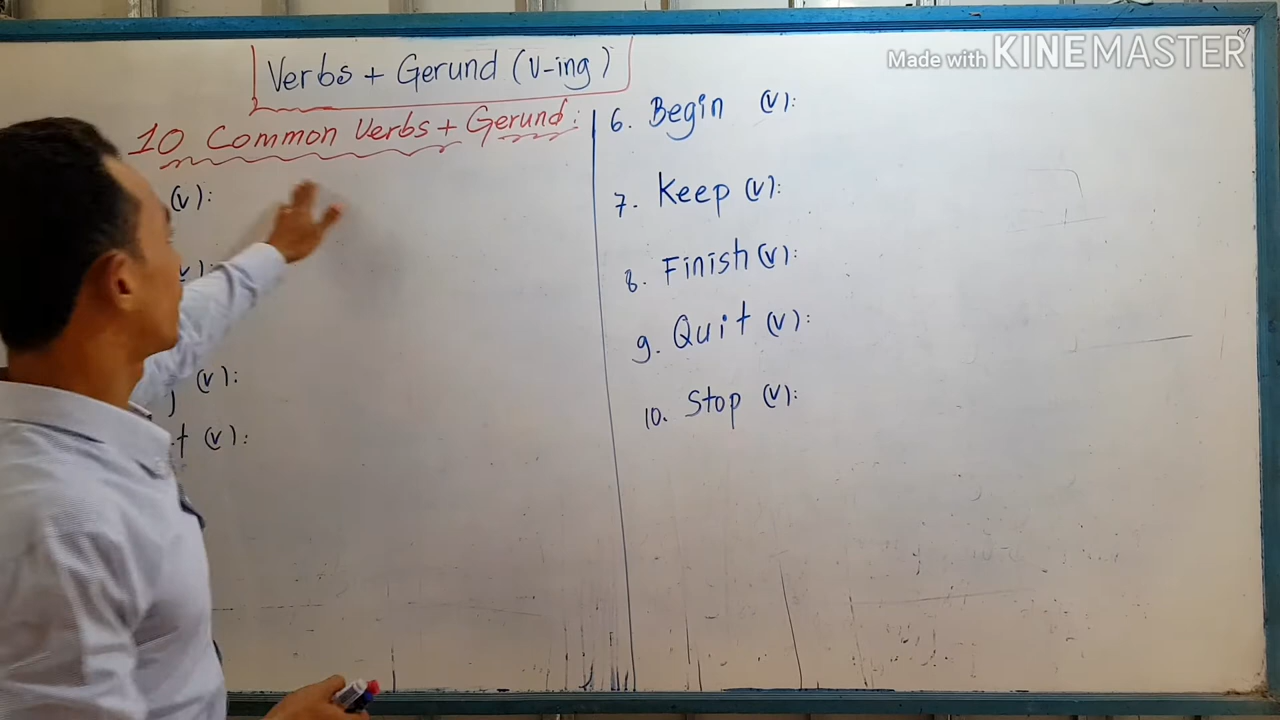 Made with KINEMASTER
Verbs + Gerund (V-ing)
10 Common Verbs + Gerund:
(v):
(v):
(v):
t (v):
6. Begin (v):
7. Keep (v):
8. Finish (v):
9. Quit (v):
10. Stop (v):